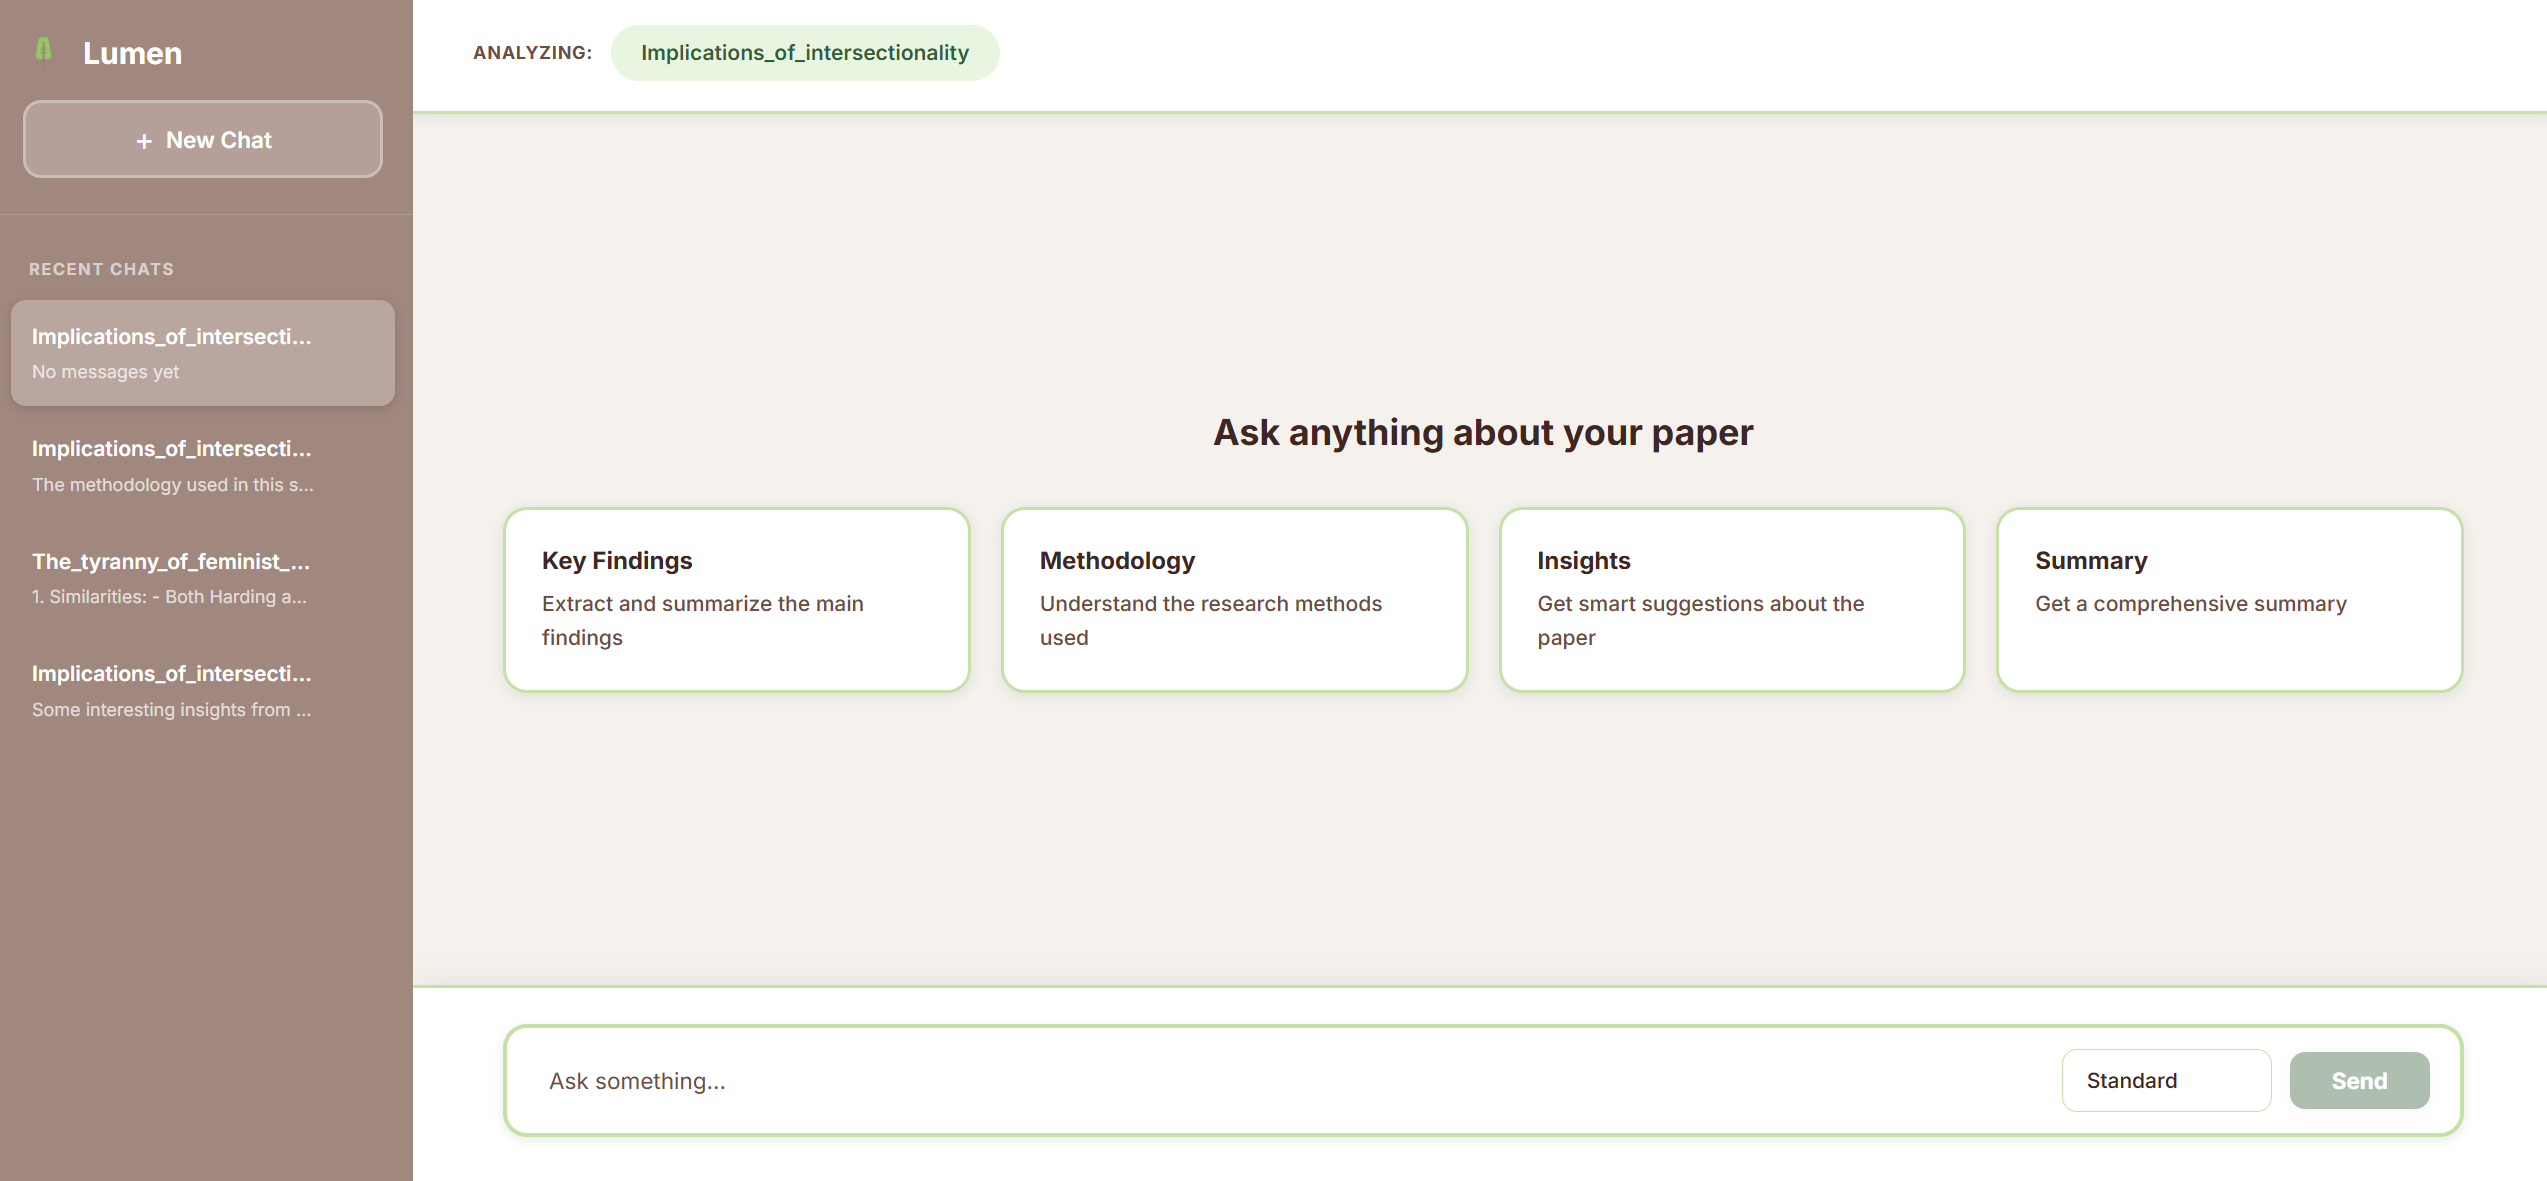 Lumen
+ New Chat
RECENT CHATS
Implications_of_intersecti...
No messages yet
Implications_of_intersecti...
The methodology used in this s...
The_tyranny_of_feminist_...
1. Similarities: - Both Harding a...
Implications_of_intersecti...
Some interesting insights from ...
ANALYZING: Implications_of_intersectionality
Ask anything about your paper
Key Findings
Extract and summarize the main
findings
Methodology
Understand the research methods
used
Insights
Get smart suggestions about the
paper
Summary
Get a comprehensive summary
Ask something...
Standard
Send